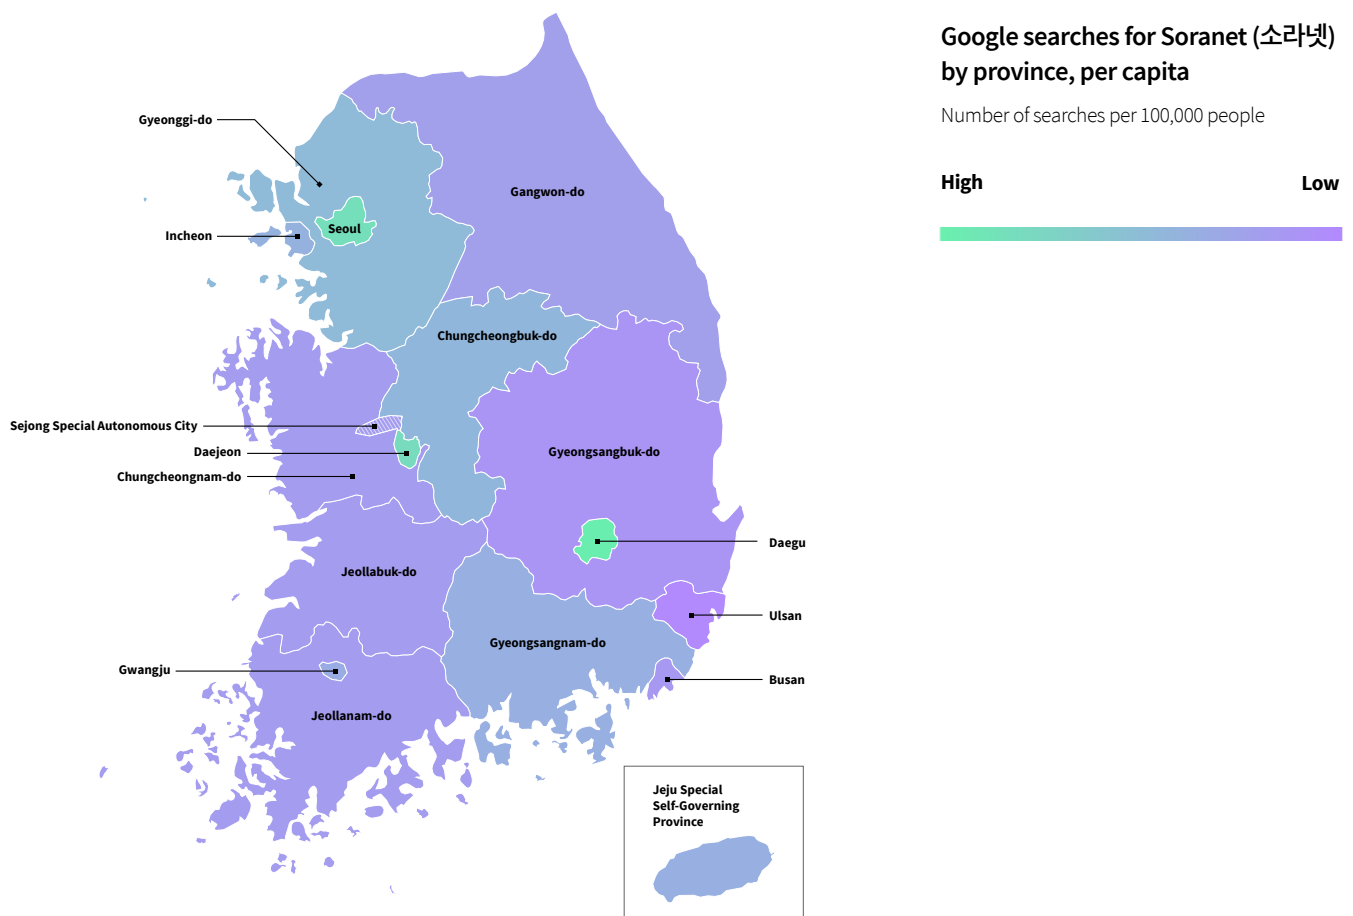 Google searches for Soranet (소라넷)
by province, per capita
Number of searches per 100,000 people
High
Low
Gyeonggi-do
Gangwon-do
Seoul
Incheon
Chungcheongbuk-do
Sejong Special Autonomous City
Daejeon
Gyeongsangbuk-do
Chungcheongnam-do
Daegu
Jeollabuk-do
Ulsan
Gyeongsangnam-do
Gwangju
Busan
Jeollanam-do
Jeju Special
Self-Governing
Province